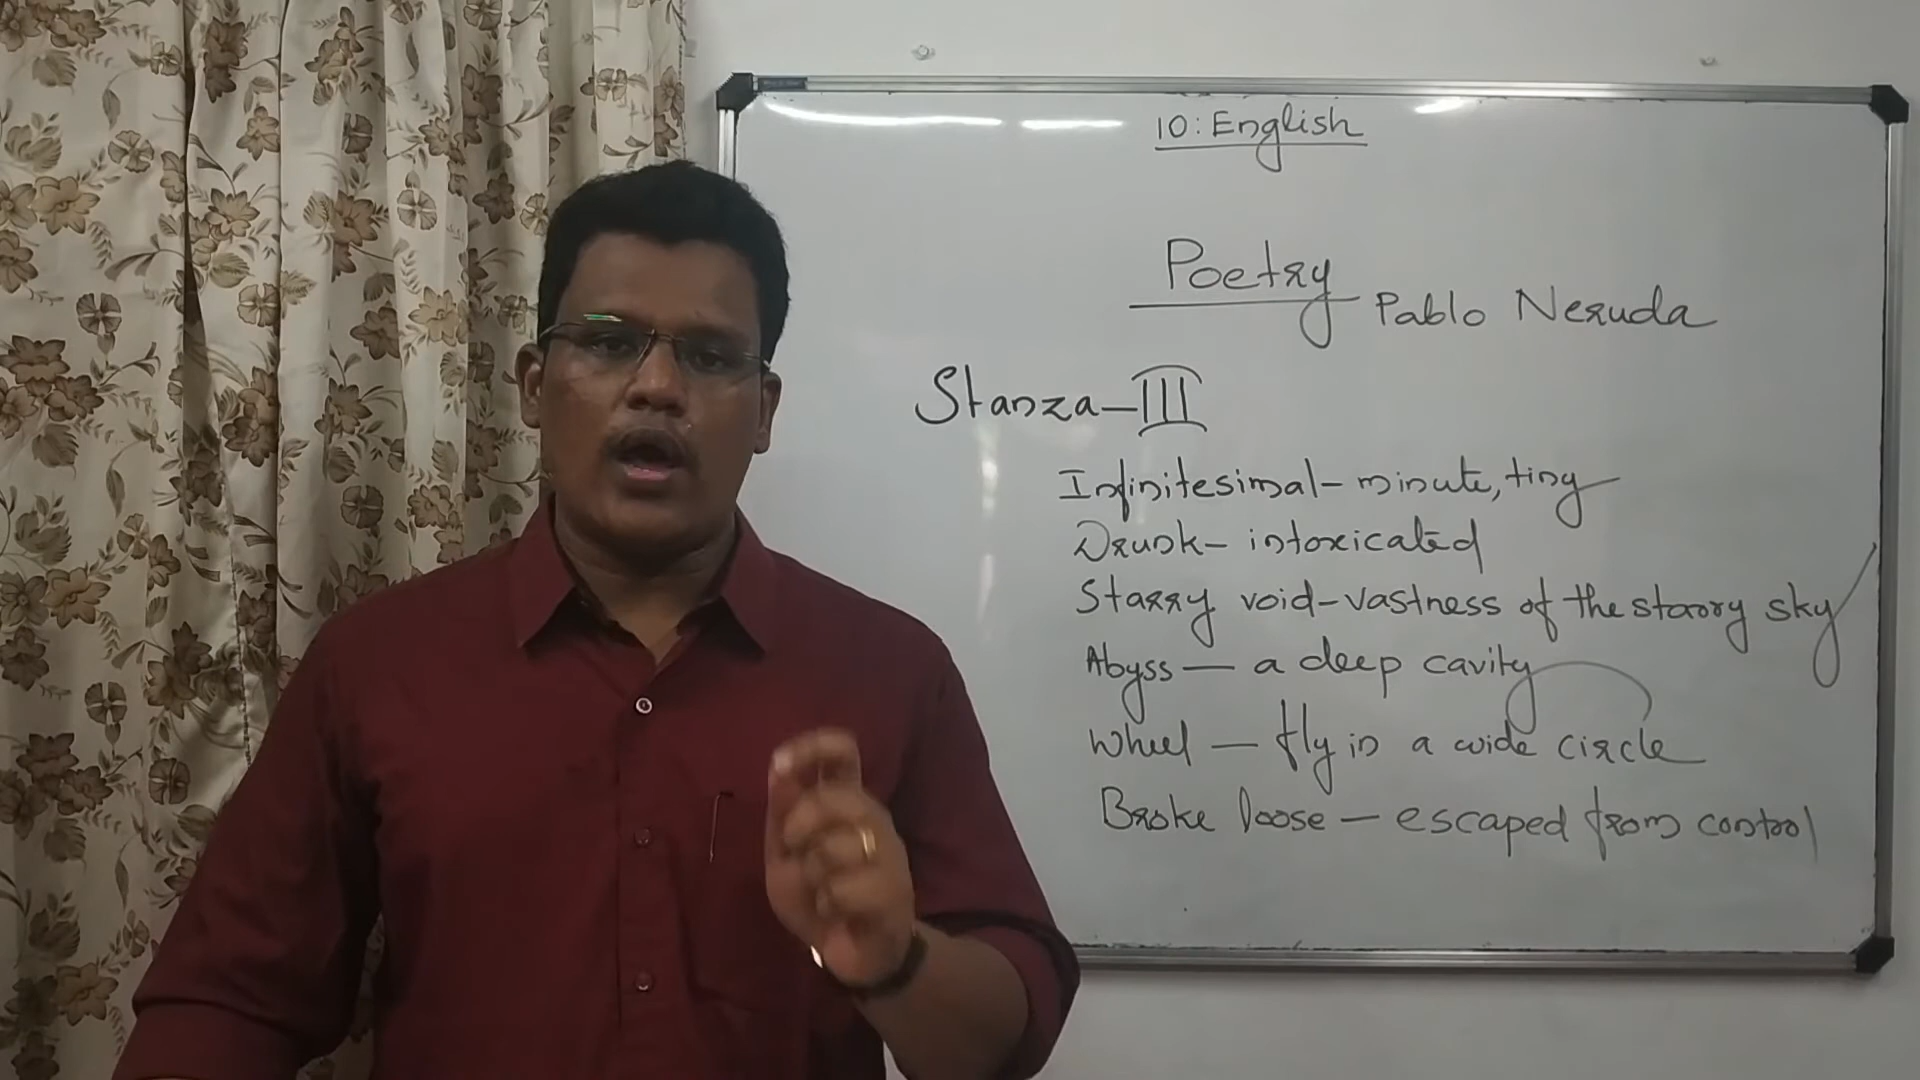 10: English
Poetry
Pablo Neruda
Stanza-III
Infinitesimal - minute, tiny
Drunk - intoxicated
Starry void - vastness of the starry sky
Abyss - a deep cavity
Wheel - fly in a wide circle
Broke loose - escaped from control